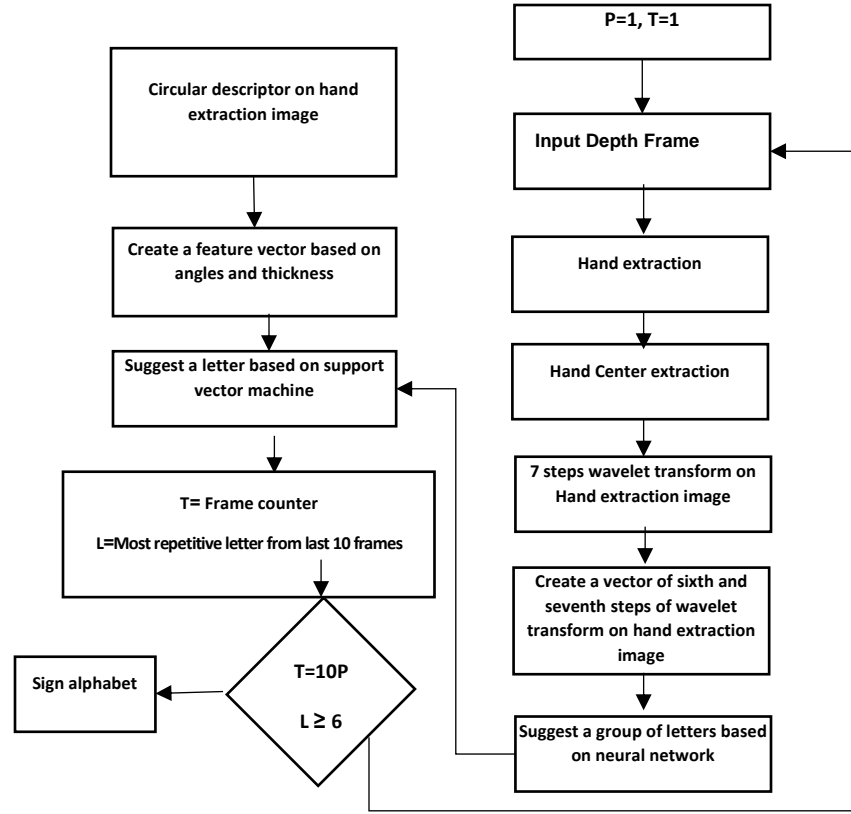 P=1, T=1
Input Depth Frame
Hand extraction
Hand Center extraction
7 steps wavelet transform on
Hand extraction image
Create a vector of sixth and
seventh steps of wavelet
transform on hand extraction
image
Suggest a group of letters based
on neural network
Circular descriptor on hand
extraction image
Create a feature vector based on
angles and thickness
Suggest a letter based on support
vector machine
T= Frame counter
L=Most repetitive letter from last 10 frames
T=10P
L ≥ 6
Sign alphabet